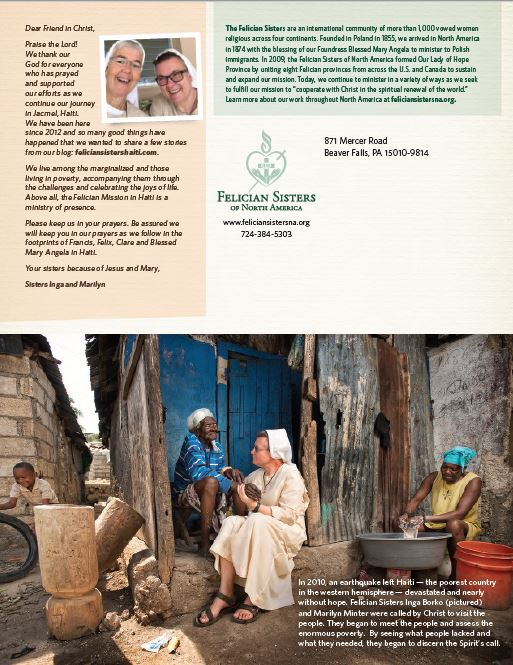 Dear Friend in Christ,
Praise the Lord!
We thank our
God for everyone
who has prayed
and supported
our efforts as we
continue our journey
in Jacmel, Haiti.
We have been here
since 2012 and so many good things have
happened that we wanted to share a few stories
from our blog: feliciansistershaiti.com.
We live among the marginalized and those
living in poverty, accompanying them through
the challenges and celebrating the joys of life.
Above all, the Felician Mission in Haiti is a
ministry of presence.
Please keep us in your prayers. Be assured we
will keep you in our prayers as we follow in the
footprints of Francis, Felix, Clare and Blessed
Mary Angela in Haiti.
Your sisters because of Jesus and Mary,
Sisters Inga and Marilyn
The Felician Sisters are an international community of more than 1,000 vowed women
religious across four continents. Founded in Poland in 1855, we arrived in North America
in 1874 with the blessing of our Foundress Blessed Mary Angela to minister to Polish
immigrants. In 2009, the Felician Sisters of North America formed Our Lady of Hope
Province by uniting eight Felician provinces from across the U.S. and Canada to sustain
and expand our mission. Today, we continue to minister in a variety of ways as we seek
to fulfill our mission to "cooperate with Christ in the spiritual renewal of the world."
Learn more about our work throughout North America at feliciansistersna.org.
871 Mercer Road
Beaver Falls, PA 15010-9814
FELICIAN SISTERS
OF NORTH AMERICA
www.feliciansistersna.org
724-384-5303
In 2010, an earthquake left Haiti — the poorest country
in the western hemisphere — devastated and nearly
without hope. Felician Sisters Inga Borko (pictured)
and Marilyn Minter were called by Christ to visit the
people. They began to meet the people and assess the
enormous poverty. By seeing what people lacked and
what they needed, they began to discern the Spirit's call.